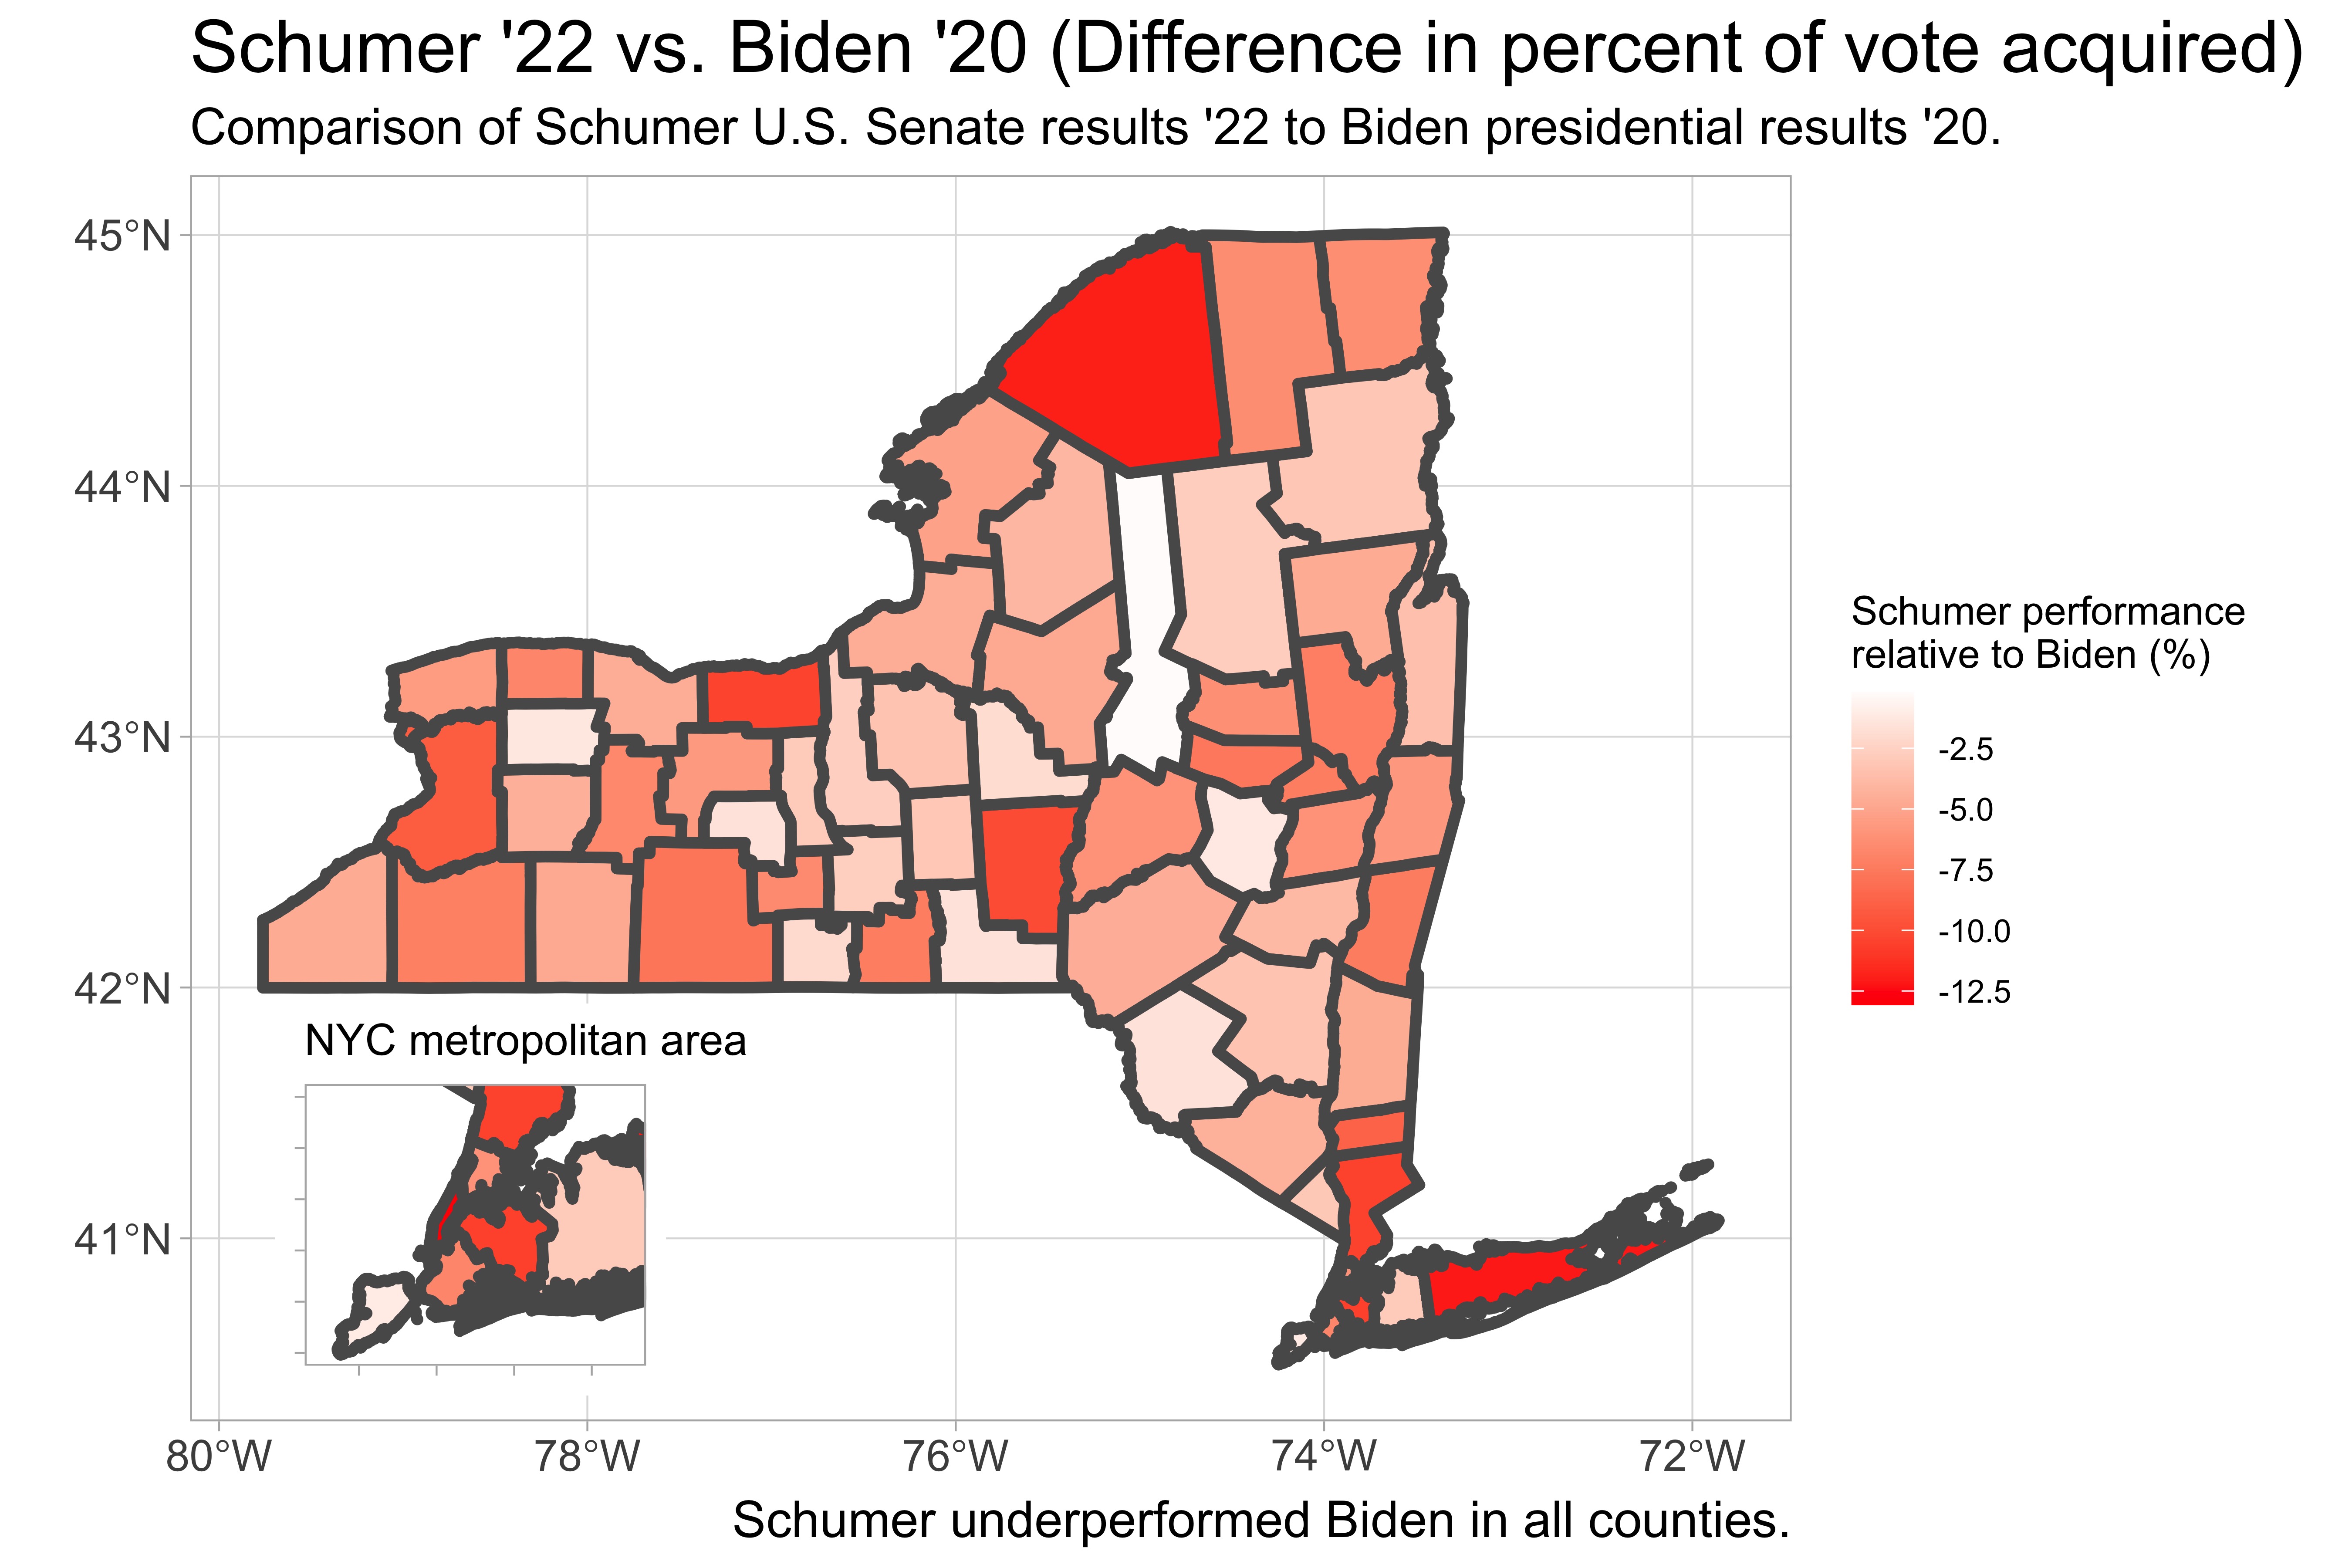 Schumer '22 vs. Biden '20 (Difference in percent of vote acquired)
Comparison of Schumer U.S. Senate results '22 to Biden presidential results '20.
45°N
44°N
43°N
42°N
41°N
80°W
78°W
76°W
74°W
72°W
NYC metropolitan area
Schumer performance
relative to Biden (%)
-2.5
-5.0
-7.5
-10.0
-12.5
Schumer underperformed Biden in all counties.